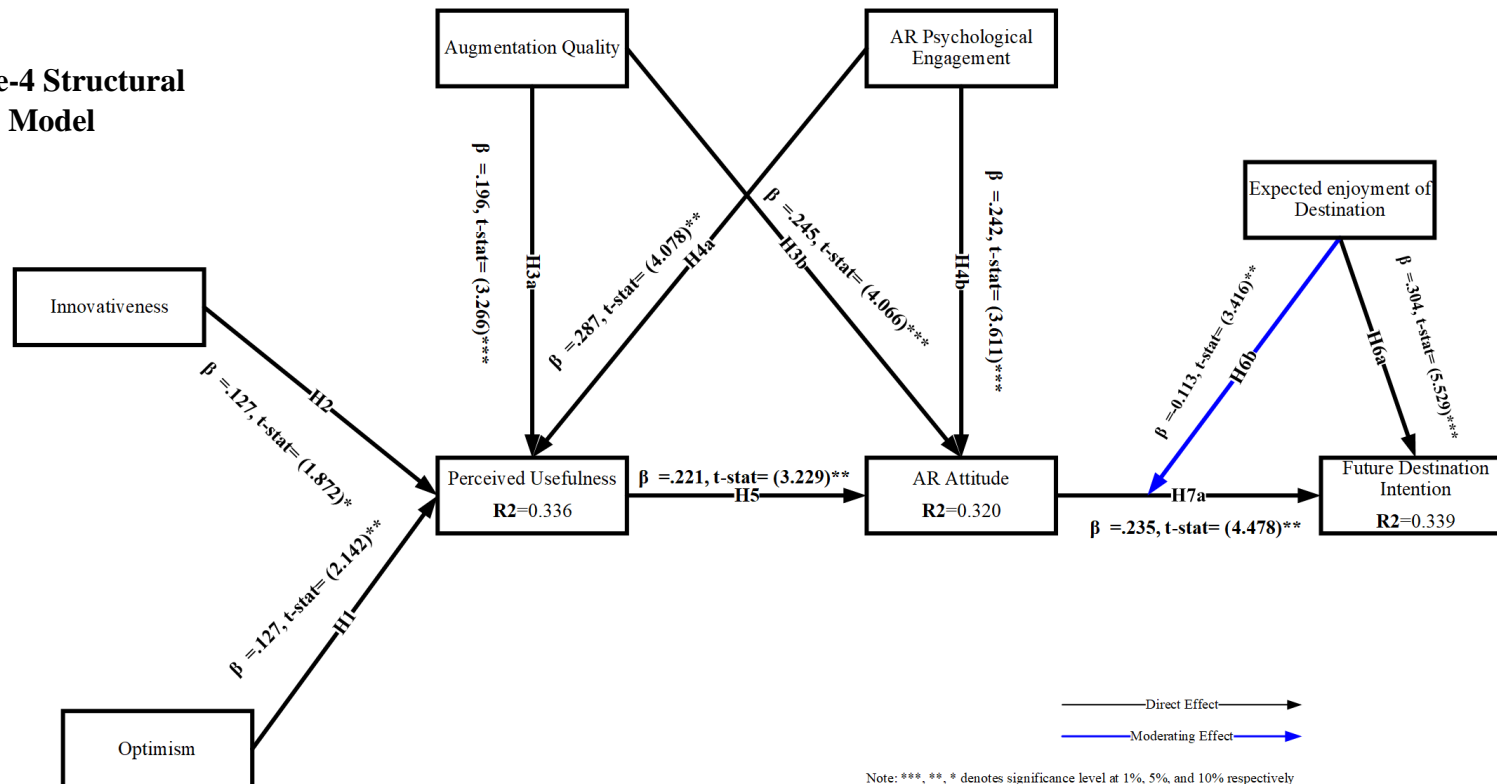 e-4 Structural
Model
Augmentation Quality
AR Psychological
Engagement
Expected enjoyment of
Destination
Innovativeness
Optimism
β =.196, t-stat= (3.266)***
H3a
β =.287, t-stat= (4.078)**
H4a
β =.245, t-stat= (4.066)***
H3b
β =.242, t-stat= (3.611)***
H4b
β =-0.113, t-stat= (3.416)**
H6b
β =.304, t-stat= (5.529)***
H6a
β =.127, t-stat= (1.872)*
H2
β =.127, t-stat= (2.142)**
H1
Perceived Usefulness
R2=0.336
β =.221, t-stat= (3.229)**
H5
AR Attitude
R2=0.320
H7a
β =.235, t-stat= (4.478)**
Future Destination
Intention
R2=0.339
Direct Effect
Moderating Effect
Note: ***, **, * denotes significance level at 1%, 5%, and 10% respectively